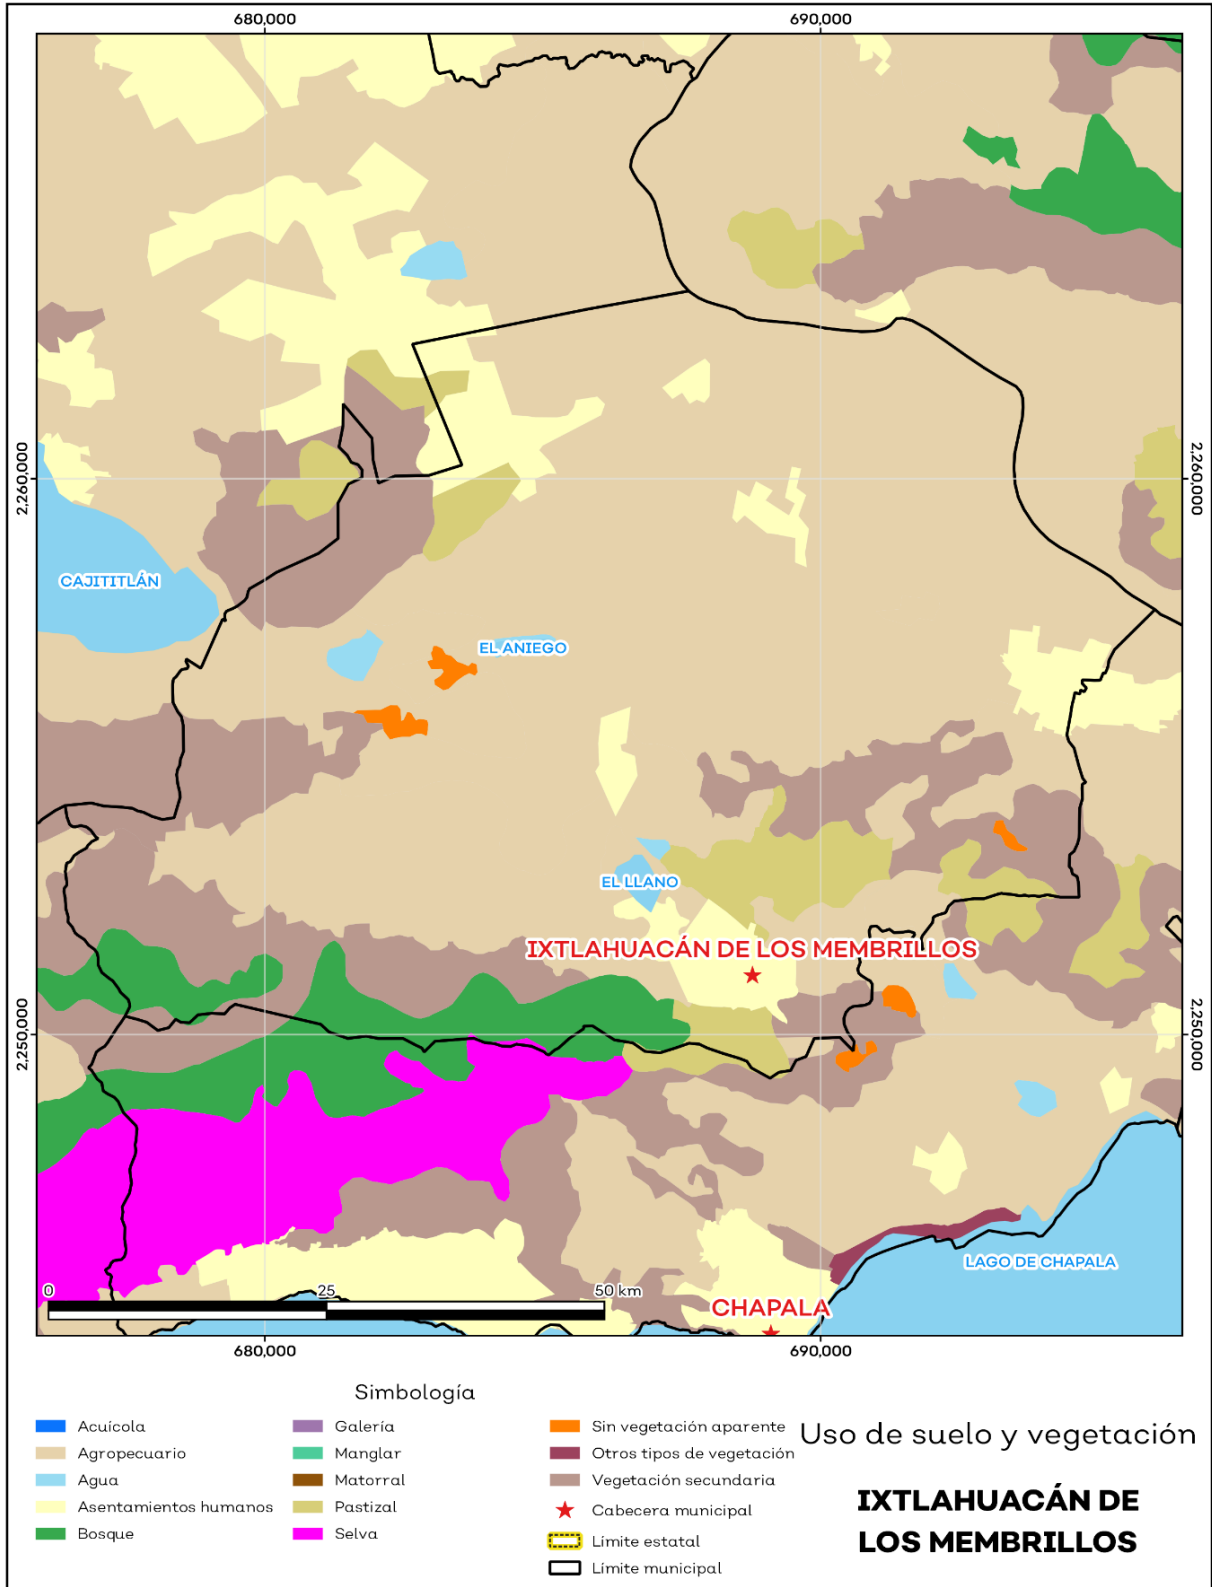 680,000
690,000
2,260,000
2,260,000
CAJITITLÁN
EL ANIEGO
EL LLANO
IXTLAHUACÁN DE LOS MEMBRILLOS
2,250,000
2,250,000
LAGO DE CHAPALA
0
25
50 km
CHAPALA
680,000
690,000
Simbología
Acuícola
Agropecuario
Agua
Asentamientos humanos
Bosque
Galería
Manglar
Matorral
Pastizal
Selva
Sin vegetación aparente
Otros tipos de vegetación
Vegetación secundaria
Cabecera municipal
Límite estatal
Límite municipal
Uso de suelo y vegetación
IXTLAHUACÁN DE
LOS MEMBRILLOS